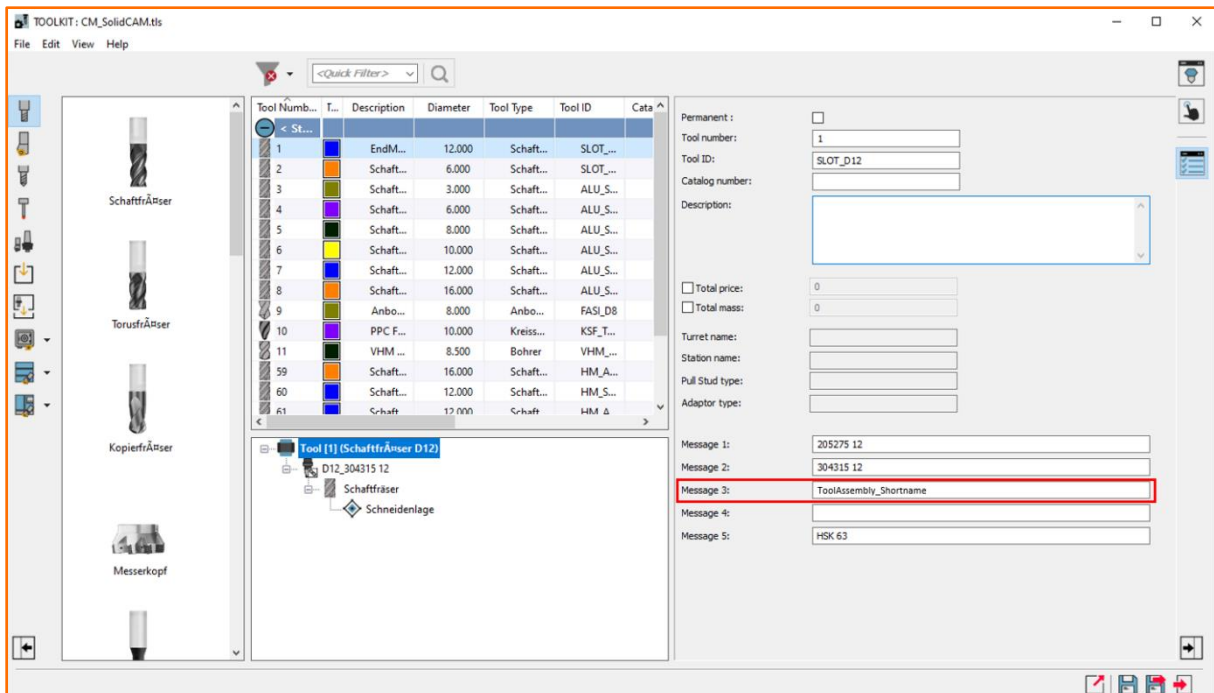 TOOLKIT : CM_SolidCAM.tls
File Edit View Help
<Quick Filter>
SchaftfrÃ¤ser
TorusfrÃ¤ser
KopierfrÃ¤ser
Messerkopf
Tool Numb... T... Description Diameter Tool Type Tool ID Cata
< St...
1 EndM... 12.000 Schaft... SLOT_...
2 Schaft... 6.000 Schaft... SLOT_...
3 Schaft... 3.000 Schaft... ALU_S...
4 Schaft... 6.000 Schaft... ALU_S...
5 Schaft... 8.000 Schaft... ALU_S...
6 Schaft... 10.000 Schaft... ALU_S...
7 Schaft... 12.000 Schaft... ALU_S...
8 Schaft... 16.000 Schaft... ALU_S...
9 Anbo... 8.000 Anbo... FASI_D8
10 PPC F... 10.000 Kreiss... KSF_T...
11 VHM ... 8.500 Bohrer VHM_...
59 Schaft... 16.000 Schaft... HM_A...
60 Schaft... 12.000 Schaft... HM_S...
61 Schaft 12.000 Schaft HM A
Tool [1] (SchaftfrÃ¤ser D12)
D12_304315 12
Schaftfräser
Schneidenlage
Permanent :
Tool number: 1
Tool ID: SLOT_D12
Catalog number:
Description:
Total price: 0
Total mass: 0
Turret name:
Station name:
Pull Stud type:
Adaptor type:
Message 1: 205275 12
Message 2: 304315 12
Message 3: ToolAssembly_Shortname
Message 4:
Message 5: HSK 63